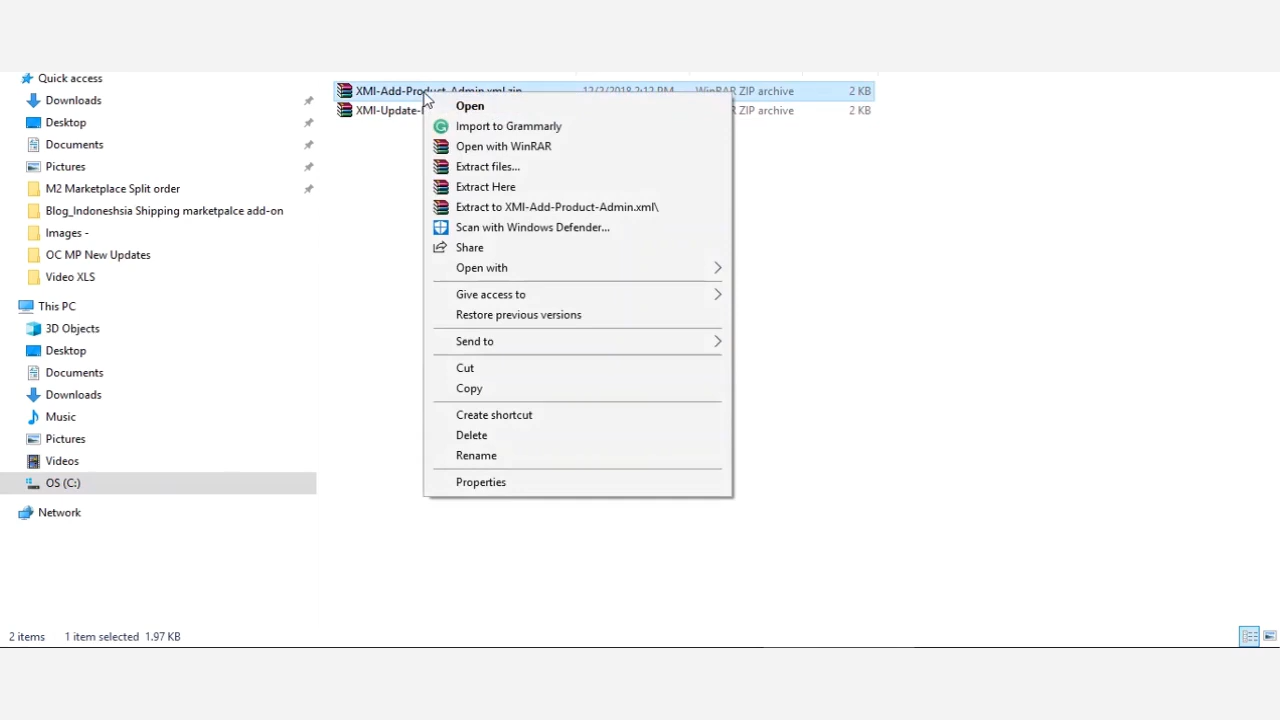 Quick access
Downloads
Desktop
Documents
Pictures
M2 Marketplace Split order
Blog_Indoneshsia Shipping marketpalce add-on
Images -
OC MP New Updates
Video XLS
This PC
3D Objects
Desktop
Documents
Downloads
Music
Pictures
Videos
OS (C:)
Network
XMI-Add-Product-Admin.xml.zip 12/2/2018 2:12 PM WinRAR ZIP archive 2 KB
XMI-Update- ZIP archive 2 KB
Open
Import to Grammarly
Open with WinRAR
Extract files...
Extract Here
Extract to XMI-Add-Product-Admin.xml\
Scan with Windows Defender...
Share
Open with
Give access to
Restore previous versions
Send to
Cut
Copy
Create shortcut
Delete
Rename
Properties
2 items 1 item selected 1.97 KB